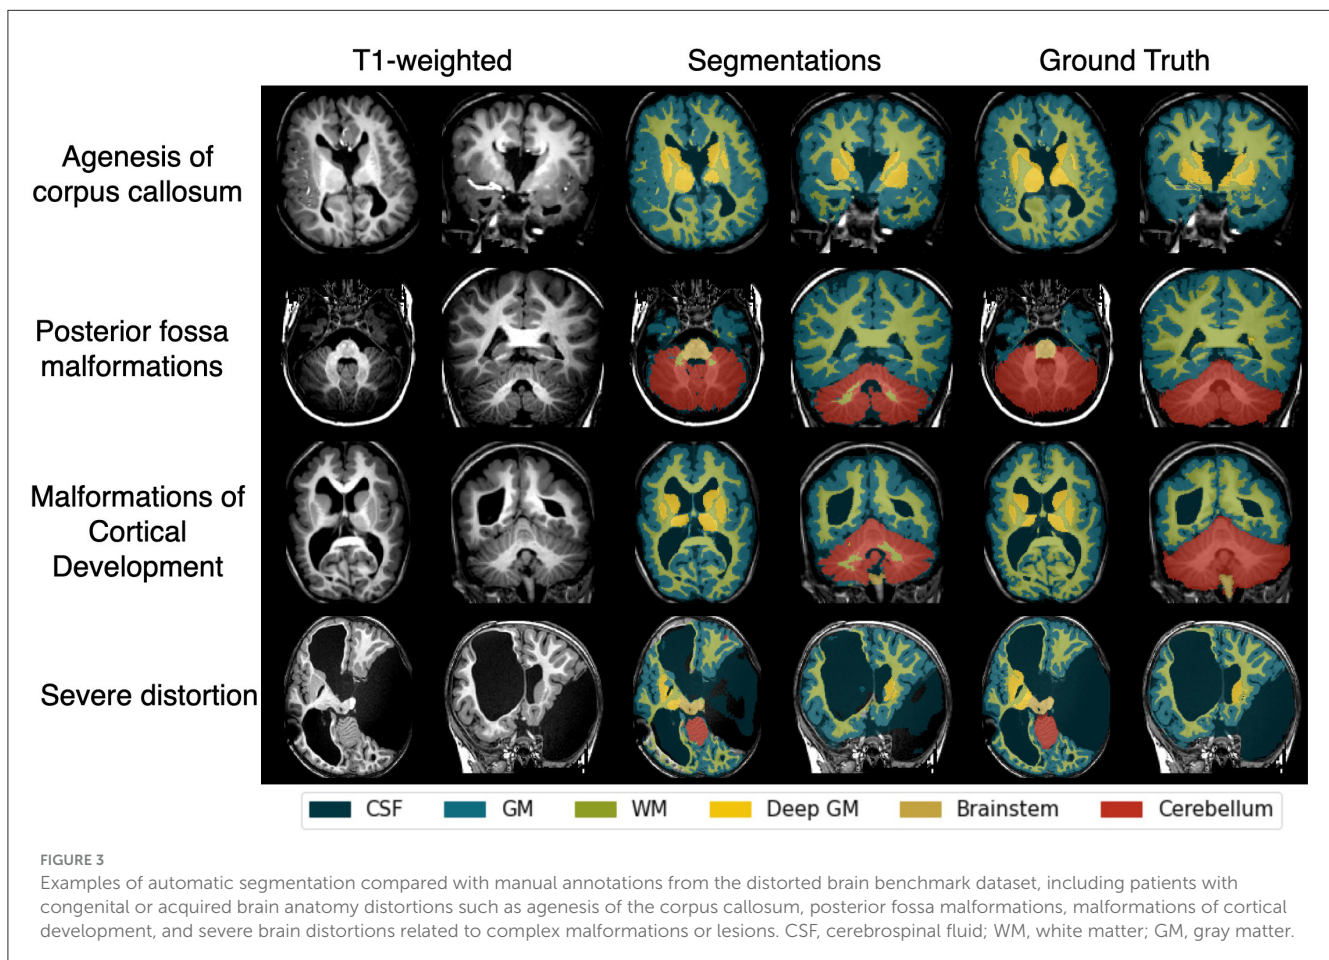 T1-weighted Segmentations Ground Truth
Agenesis of
corpus callosum
Posterior fossa
malformations
Malformations of
Cortical
Development
Severe distortion
CSF GM WM Deep GM Brainstem Cerebellum
FIGURE 3
Examples of automatic segmentation compared with manual annotations from the distorted brain benchmark dataset, including patients with
congenital or acquired brain anatomy distortions such as agenesis of the corpus callosum, posterior fossa malformations, malformations of cortical
development, and severe brain distortions related to complex malformations or lesions. CSF, cerebrospinal fluid; WM, white matter; GM, gray matter.